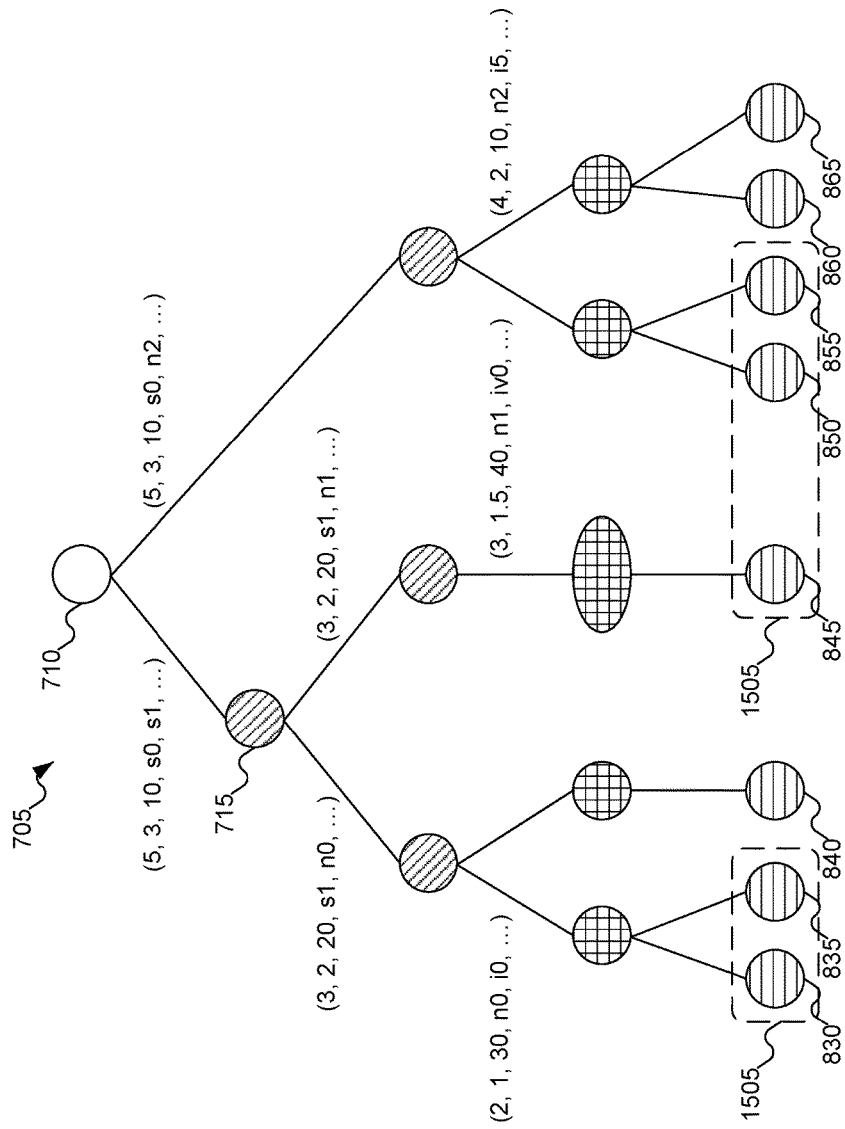 705
710
(5, 3, 10, s0, s1, …)
(5, 3, 10, s0, n2, …)
715
(3, 2, 20, s1, n0, …)
(3, 2, 20, s1, n1, …)
(2, 1, 30, n0, i0, …)
(3, 1.5, 40, n1, iv0, …)
(4, 2, 10, n2, i5, …)
1505
1505
830
835
840
845
850
855
860
865